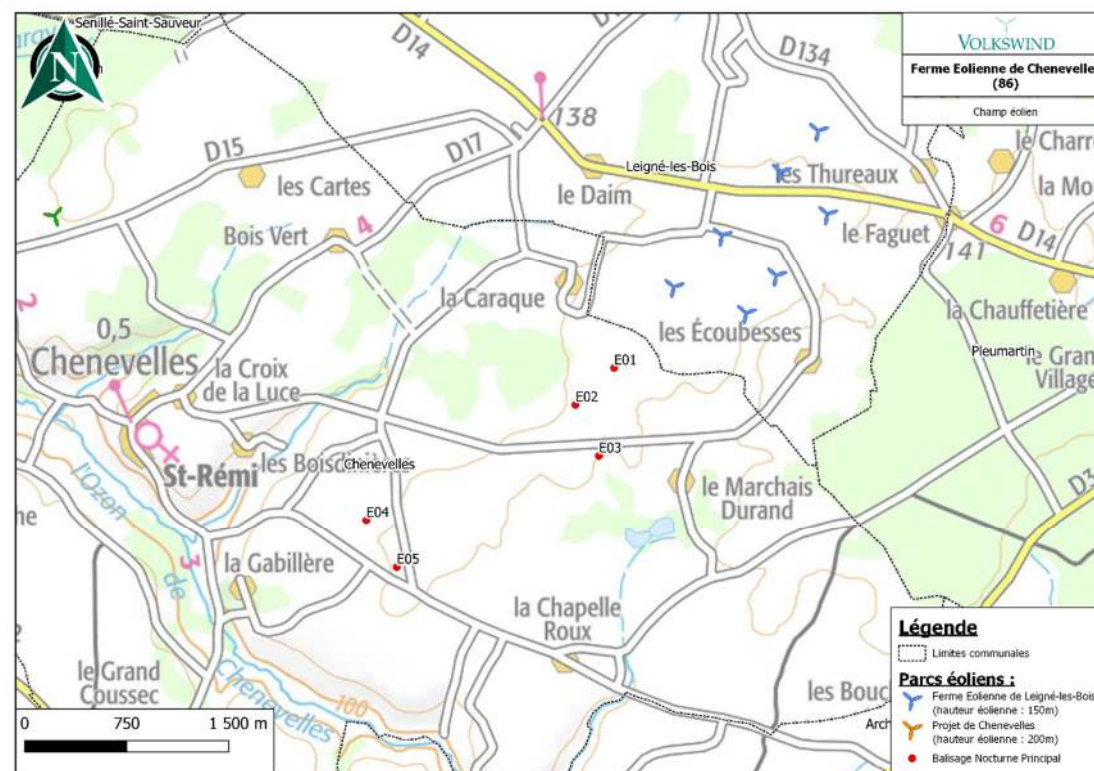 Senillé-Saint-Sauveur
N
D14
D134
VOLKSWIND
Ferme Eolienne de Chenevelle
(86)
Champ éolien
138
D15
D17
les Cartes
Leigné-les-Bois
le Daim
les Thureaux
le Charr
la Mou
4
Bois Vert
le Faguet
6
D14
141
2
la Caraque
les Écoubesses
la Chauffetière
0,5
Chenevelles
Pleumartin
le Gran
Village
la Croix
de la Luce
E01
E02
E03
St-Rémi
les Bois
Chenevelles
le Marchais
Durand
D3
l'Ozon
de
Chenevelles
E04
3
la Gabillère
E05
la Chapelle
Roux
le Grand
Coussec
100
les Bouc
Arch
0 750 1 500 m
Légende
Limites communales
Parcs éoliens :
Ferme Eolienne de Leigné-les-Bois
(hauteur éolienne : 150m)
Projet de Chenevelles
(hauteur éolienne : 200m)
Balisage Nocturne Principal